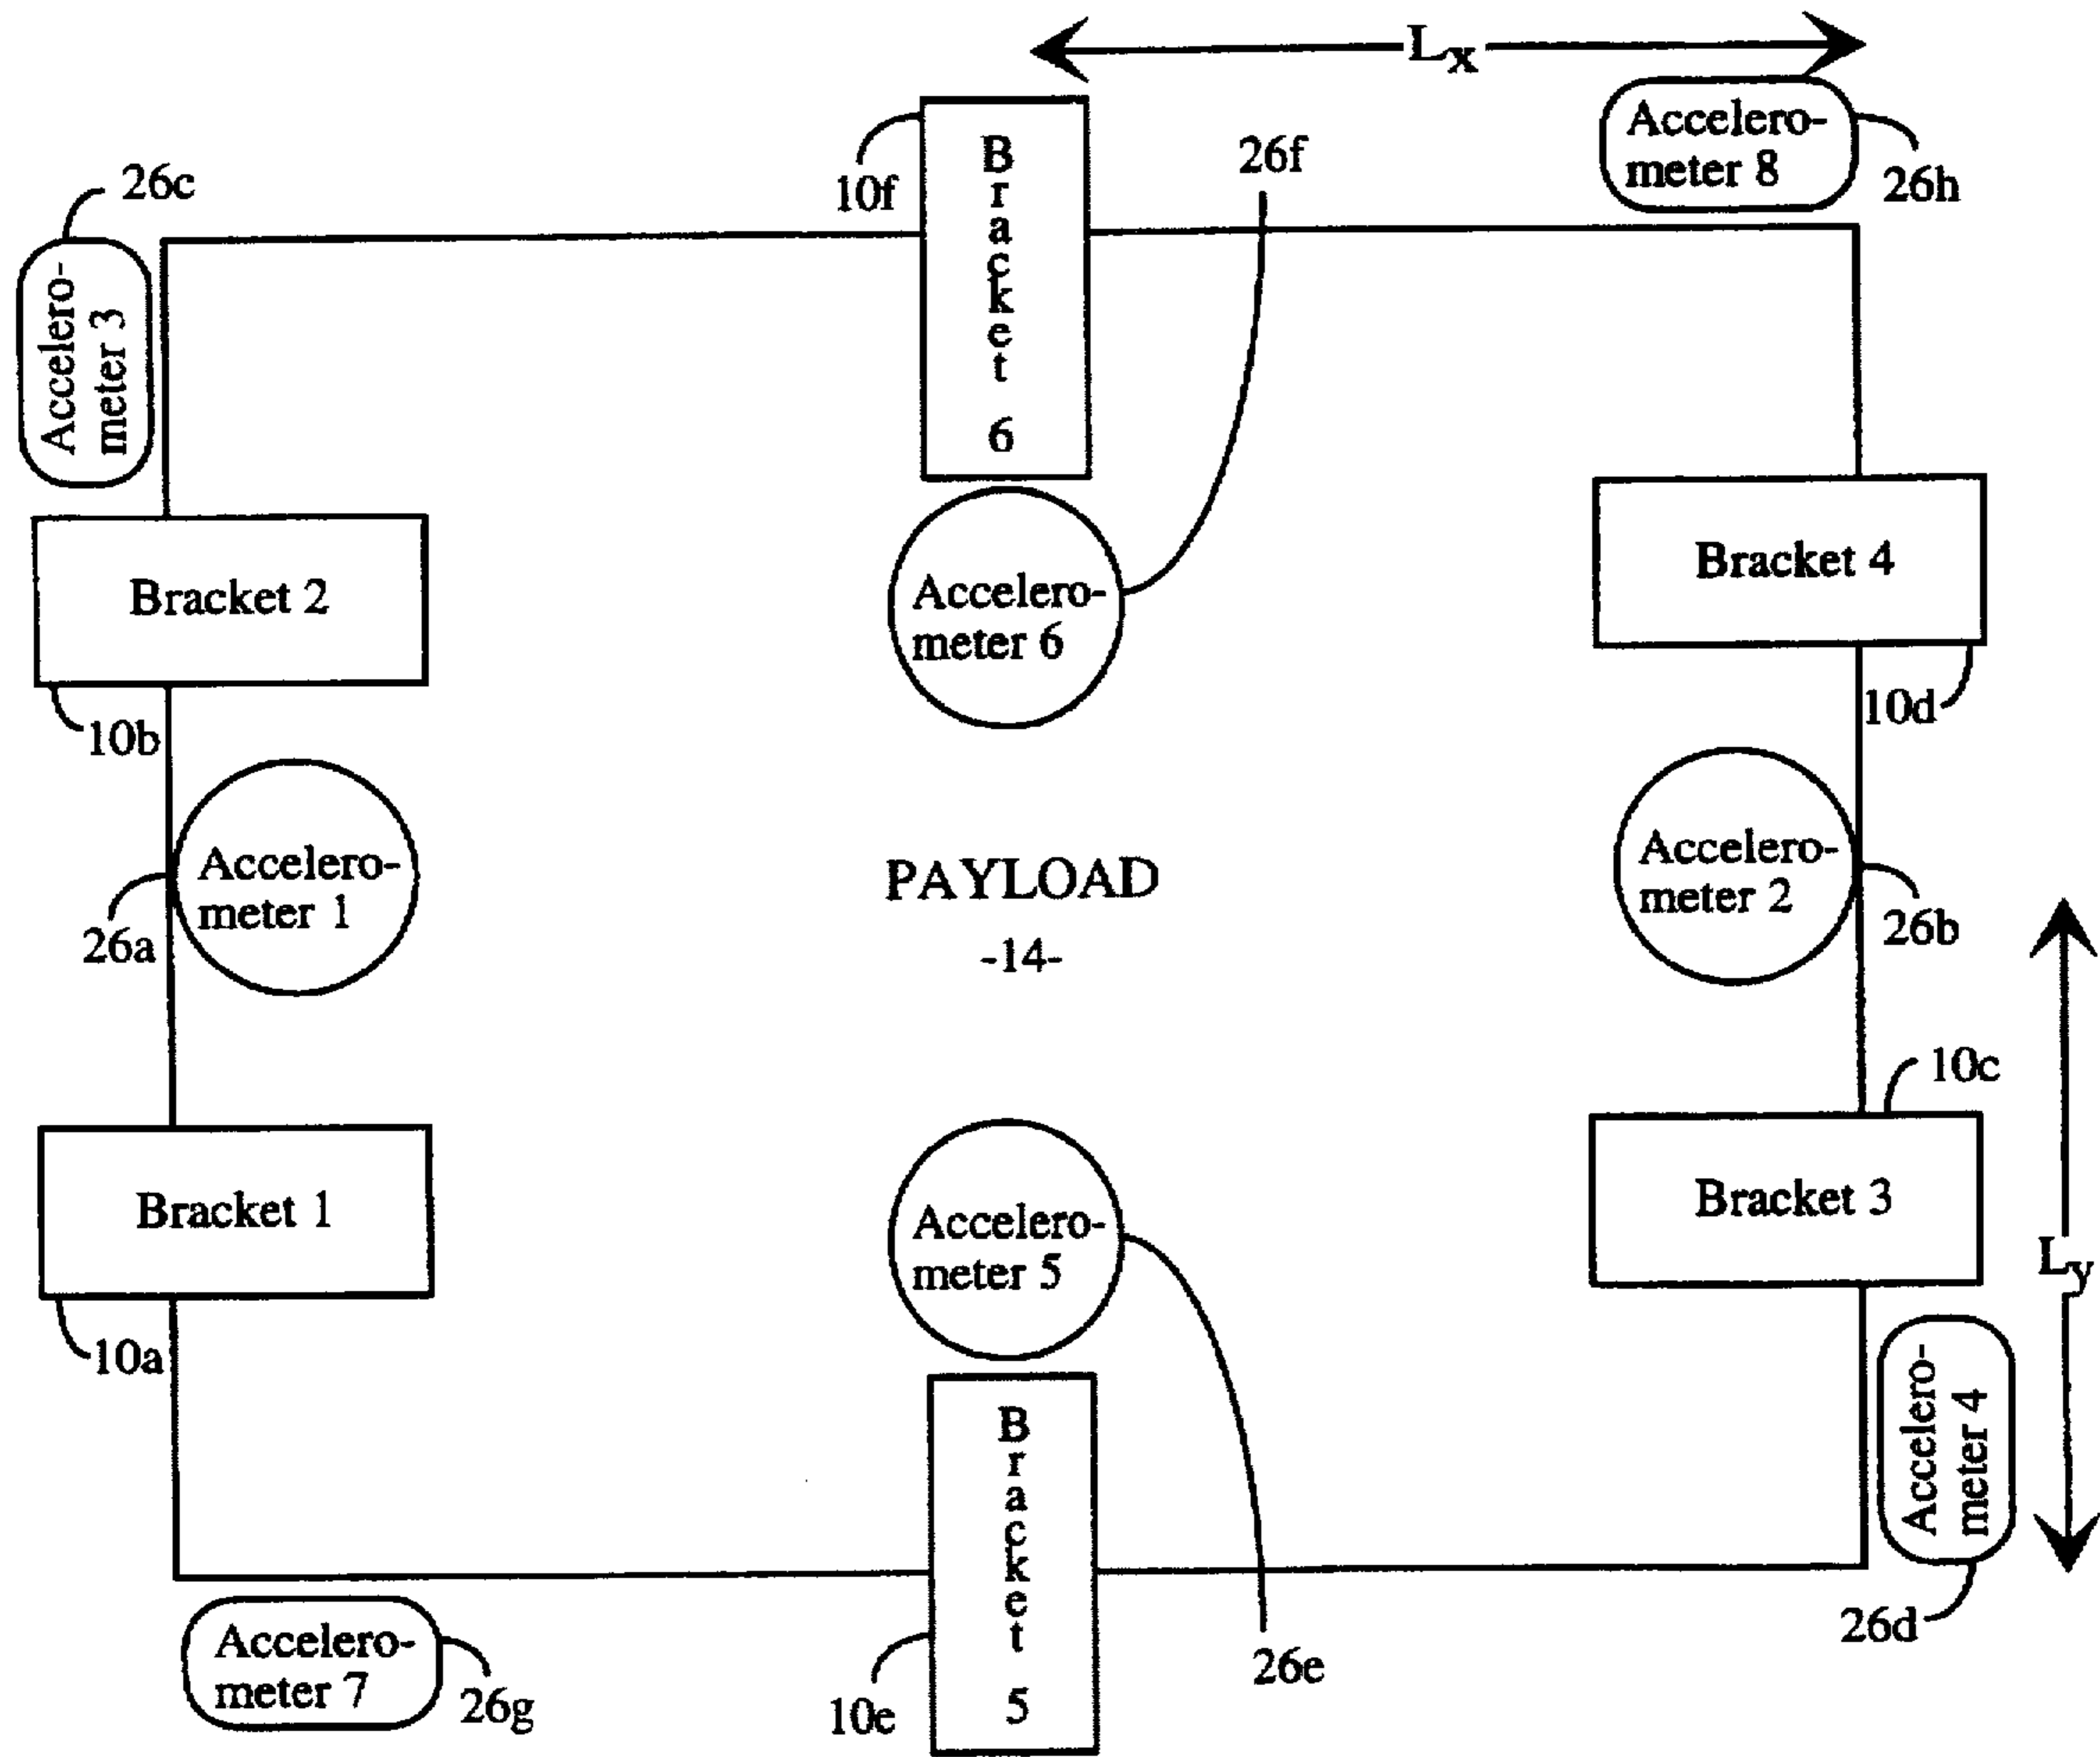 Lx
Accelero-
meter 8
26h
Bracket 6
10f
26f
26c
Accelero-
meter 3
Bracket 2
10b
Accelero-
meter 6
Bracket 4
10d
Accelero-
meter 1
26a
PAYLOAD
-14-
Accelero-
meter 2
26b
10c
Bracket 1
10a
Accelero-
meter 5
Bracket 3
Ly
Accelero-
meter 4
26d
Bracket 5
10e
26e
Accelero-
meter 7
26g